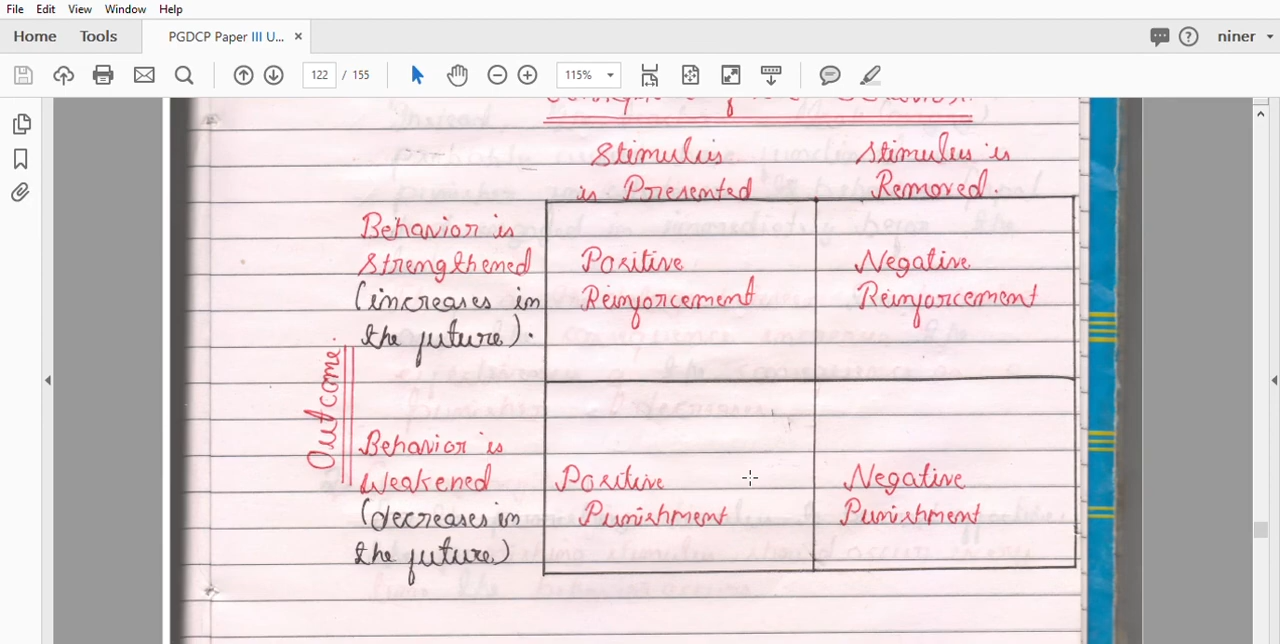 File Edit View Window Help
Home Tools PGDCP Paper III U... × niner
122 / 155 115%
Stimulus Stimulus is
is Presented Removed.
Behavior is
Strengthened Positive Negative
(increases in Reinforcement Reinforcement
the future).
Outcome.
Behavior is
Weakened Positive Negative
(decreases in Punishment Punishment
the future)